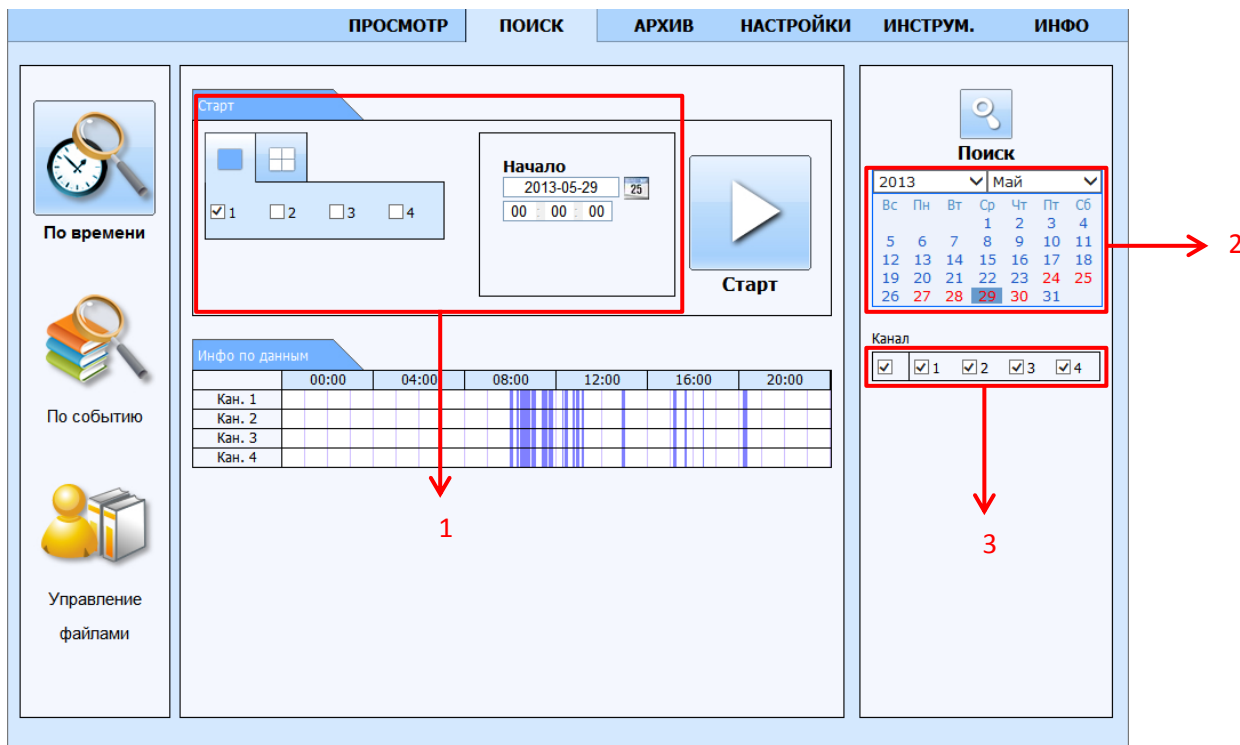 ПРОСМОТР ПОИСК АРХИВ НАСТРОЙКИ ИНСТРУМ. ИНФО
По времени
По событию
Управление
файлами
Старт
1 2 3 4
Начало
2013-05-29 25
00 : 00 : 00
Старт
Инфо по данным
00:00 04:00 08:00 12:00 16:00 20:00
Кан. 1
Кан. 2
Кан. 3
Кан. 4
1
Поиск
2013 Май
Вс Пн Вт Ср Чт Пт Сб
1 2 3 4
5 6 7 8 9 10 11
12 13 14 15 16 17 18
19 20 21 22 23 24 25
26 27 28 29 30 31
2
Канал
1 2 3 4
3